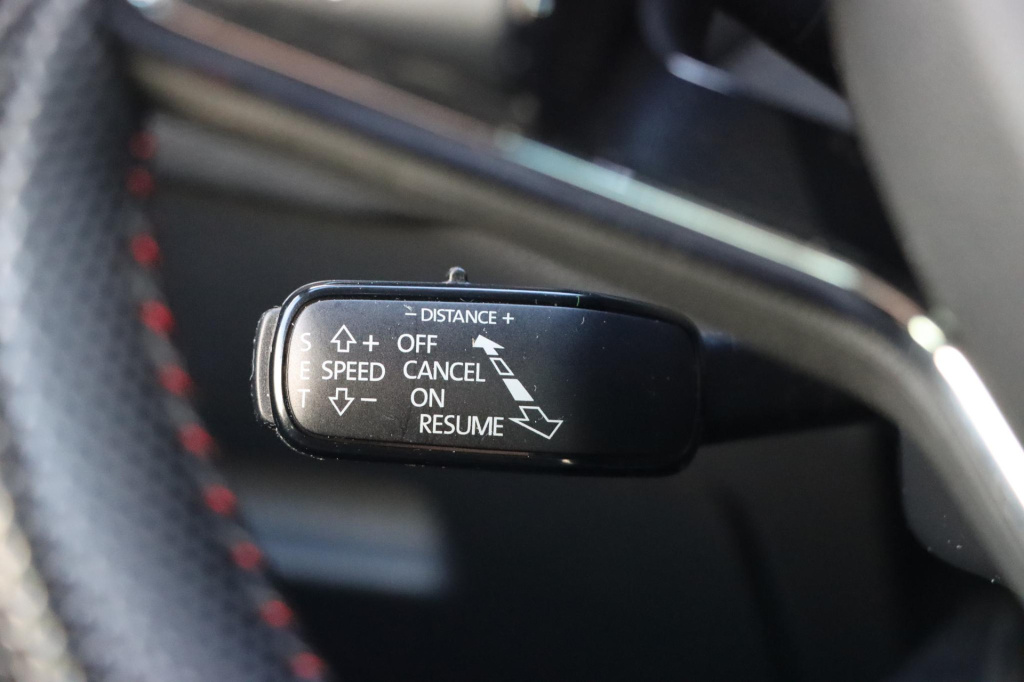 − DISTANCE +
S + OFF
E SPEED CANCEL
T − ON
RESUME